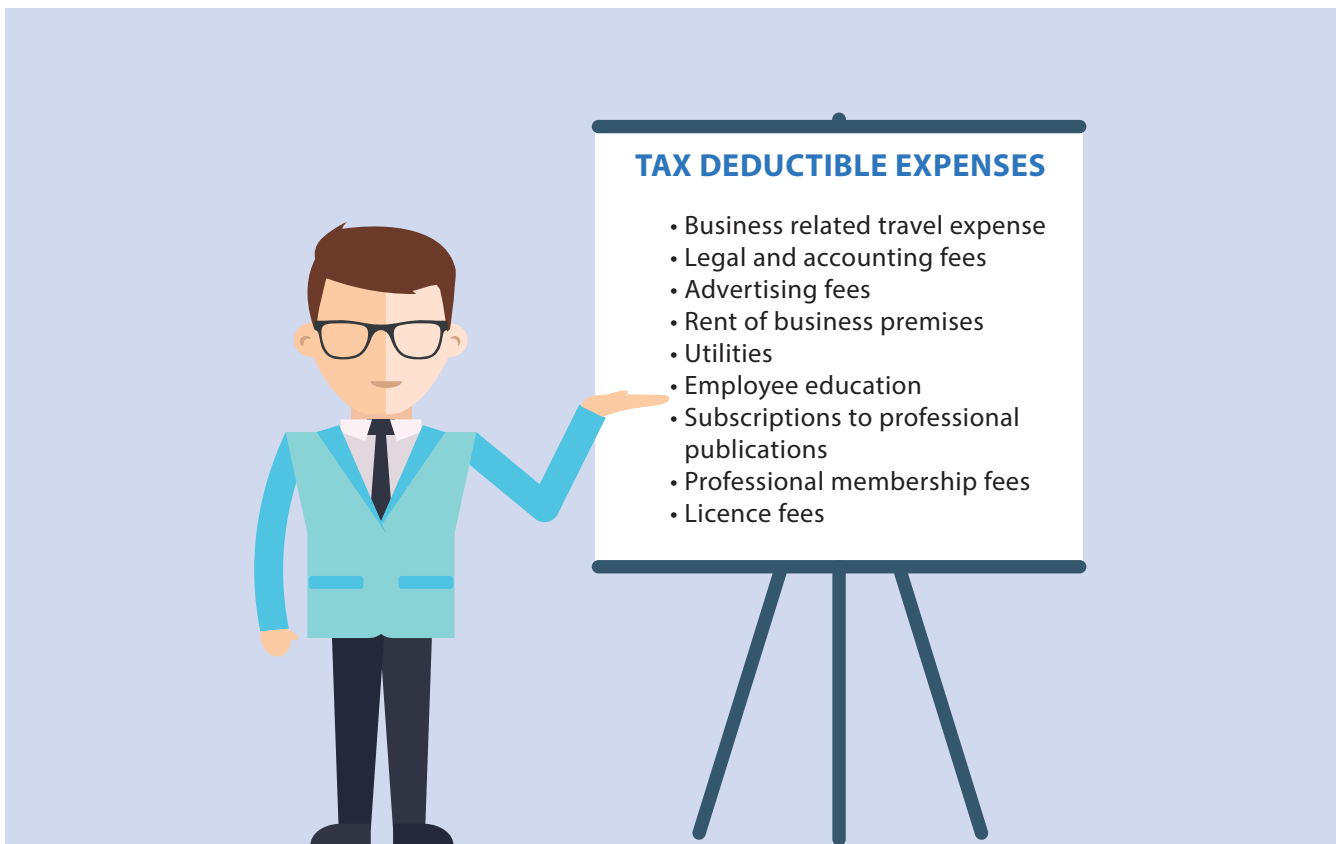 TAX DEDUCTIBLE EXPENSES
• Business related travel expense
• Legal and accounting fees
• Advertising fees
• Rent of business premises
• Utilities
• Employee education
• Subscriptions to professional
publications
• Professional membership fees
• Licence fees